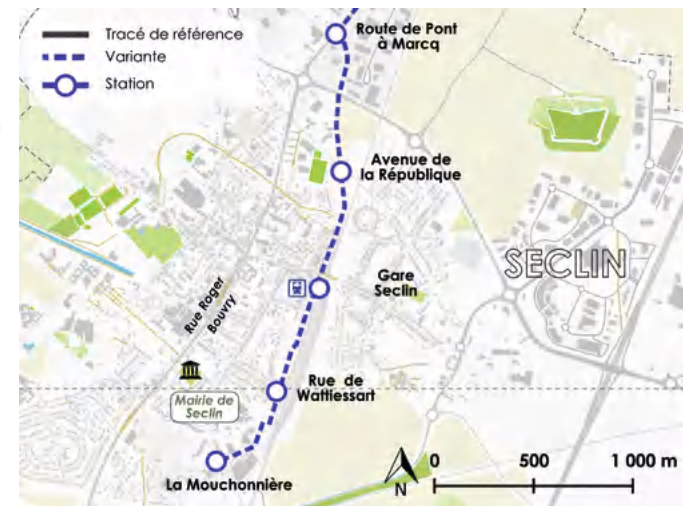 Tracé de référence
Variante
Station
Route de Pont
à Marcq
Avenue de
la République
SECLIN
Gare
Seclin
Rue Roger
Bouvry
Rue de
Wattiessart
Mairie de
Seclin
La Mouchonnière
N
0 500 1 000 m